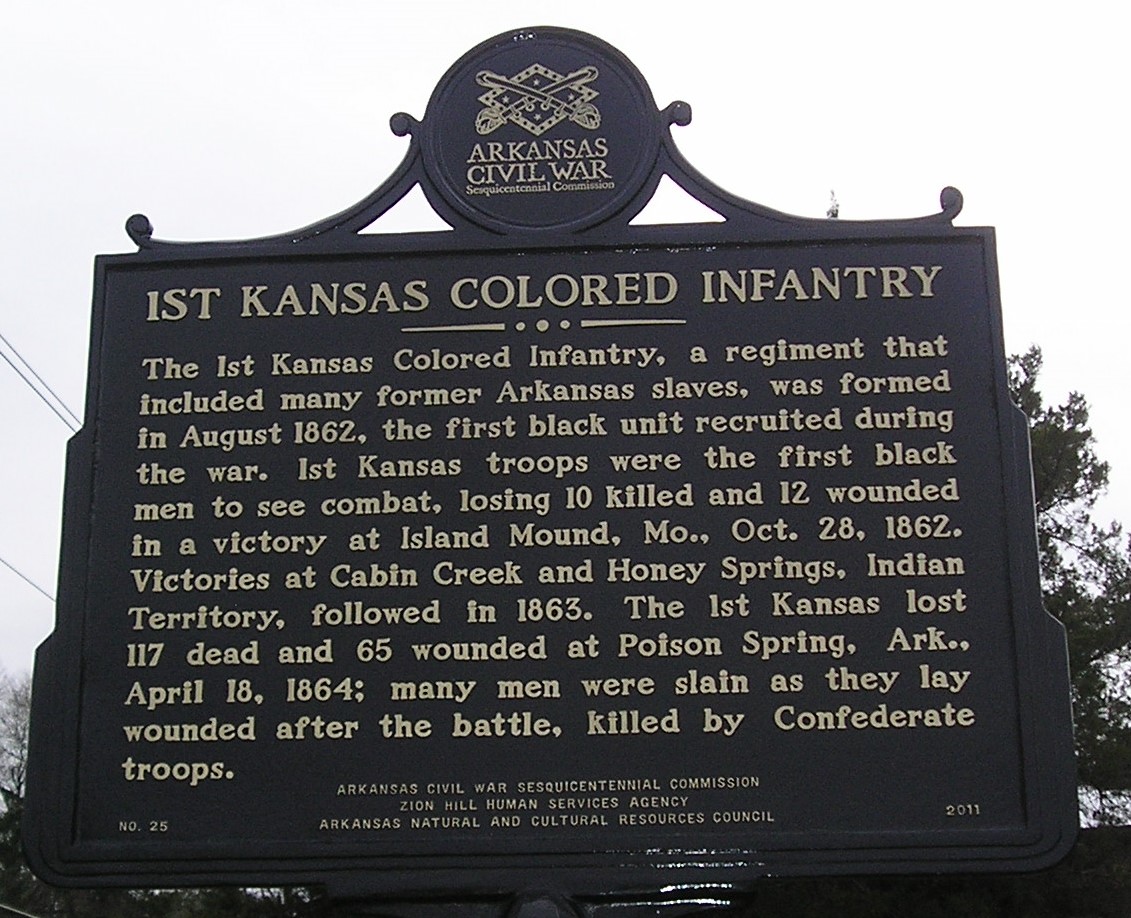 ARKANSAS
CIVIL WAR
Sesquicentennial Commission
1ST KANSAS COLORED INFANTRY
The 1st Kansas Colored Infantry, a regiment that
included many former Arkansas slaves, was formed
in August 1862, the first black unit recruited during
the war. 1st Kansas troops were the first black
men to see combat, losing 10 killed and 12 wounded
in a victory at Island Mound, Mo., Oct. 28, 1862.
Victories at Cabin Creek and Honey Springs, Indian
Territory, followed in 1863. The 1st Kansas lost
117 dead and 65 wounded at Poison Spring, Ark.,
April 18, 1864; many men were slain as they lay
wounded after the battle, killed by Confederate
troops.
ARKANSAS CIVIL WAR SESQUICENTENNIAL COMMISSION
ZION HILL HUMAN SERVICES AGENCY
ARKANSAS NATURAL AND CULTURAL RESOURCES COUNCIL
NO. 25
2011